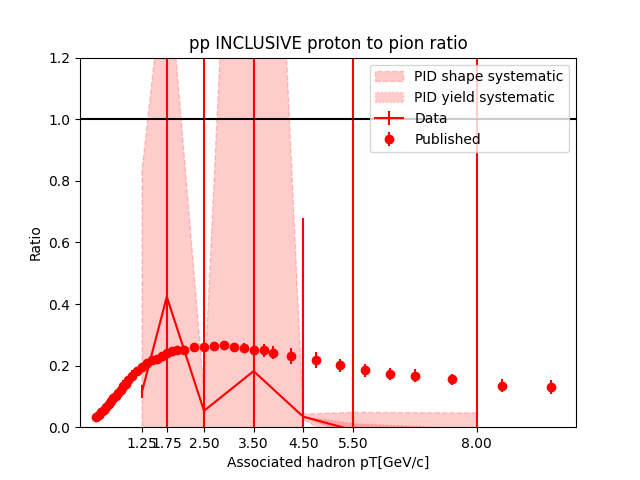 pp INCLUSIVE proton to pion ratio
PID shape systematic
PID yield systematic
Data
Published
1.2
1.0
0.8
0.6
0.4
0.2
0.0
Ratio
1.25 1.75 2.50 3.50 4.50 5.50 8.00
Associated hadron pT[GeV/c]